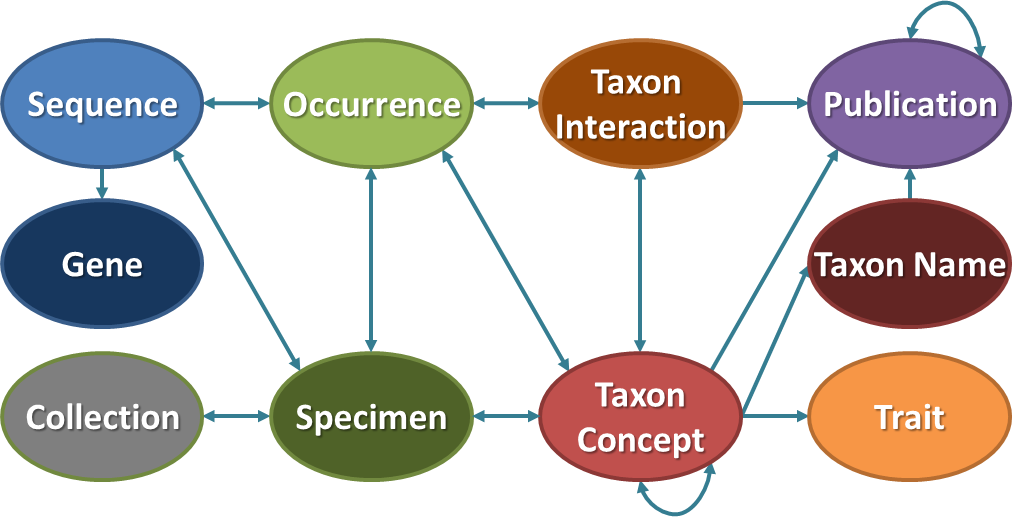 Sequence
Occurrence
Taxon
Interaction
Publication
Gene
Taxon Name
Collection
Specimen
Taxon
Concept
Trait